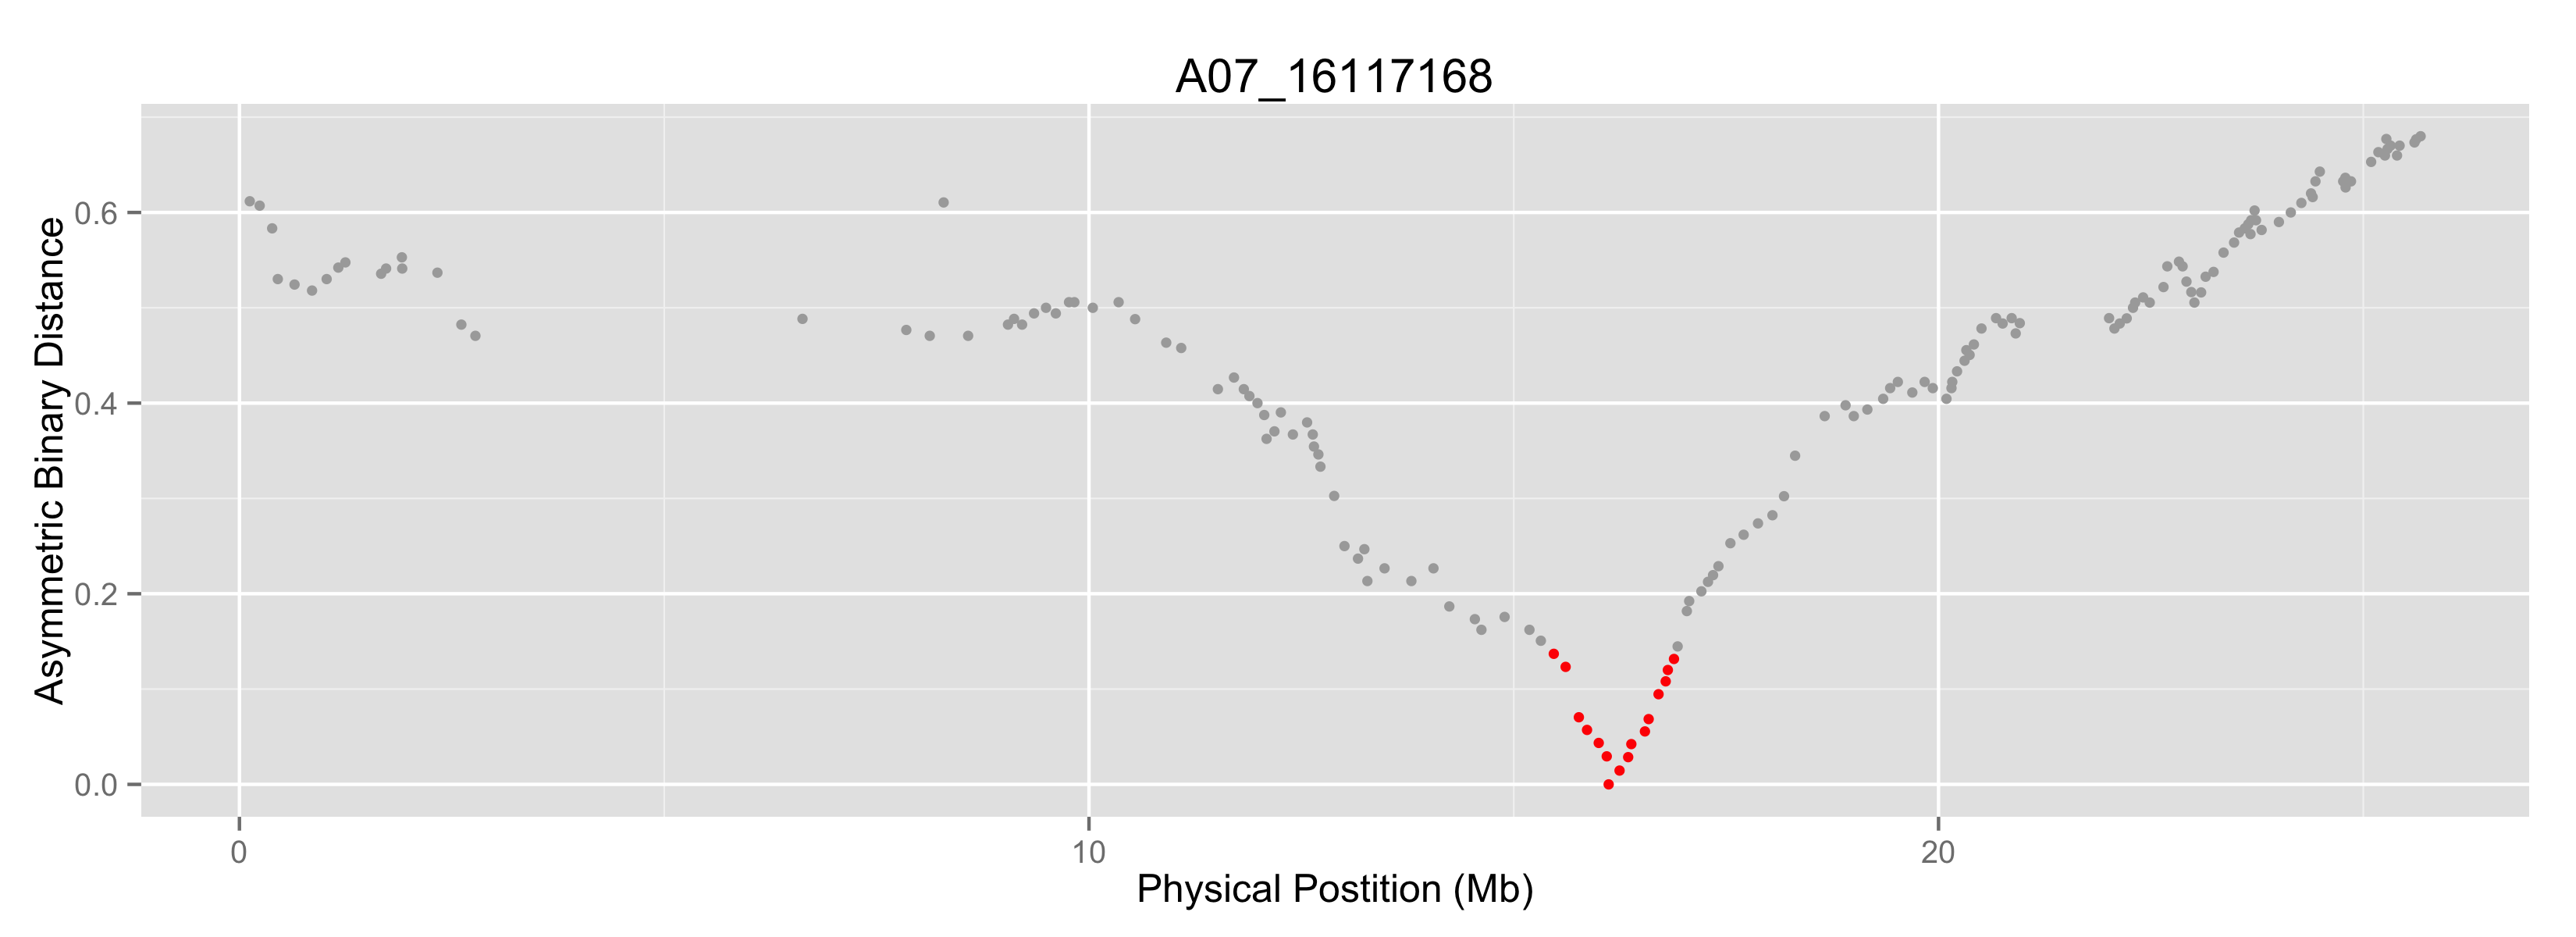 A07_16117168
Asymmetric Binary Distance
0.6
0.4
0.2
0.0
0
10
20
Physical Postition (Mb)